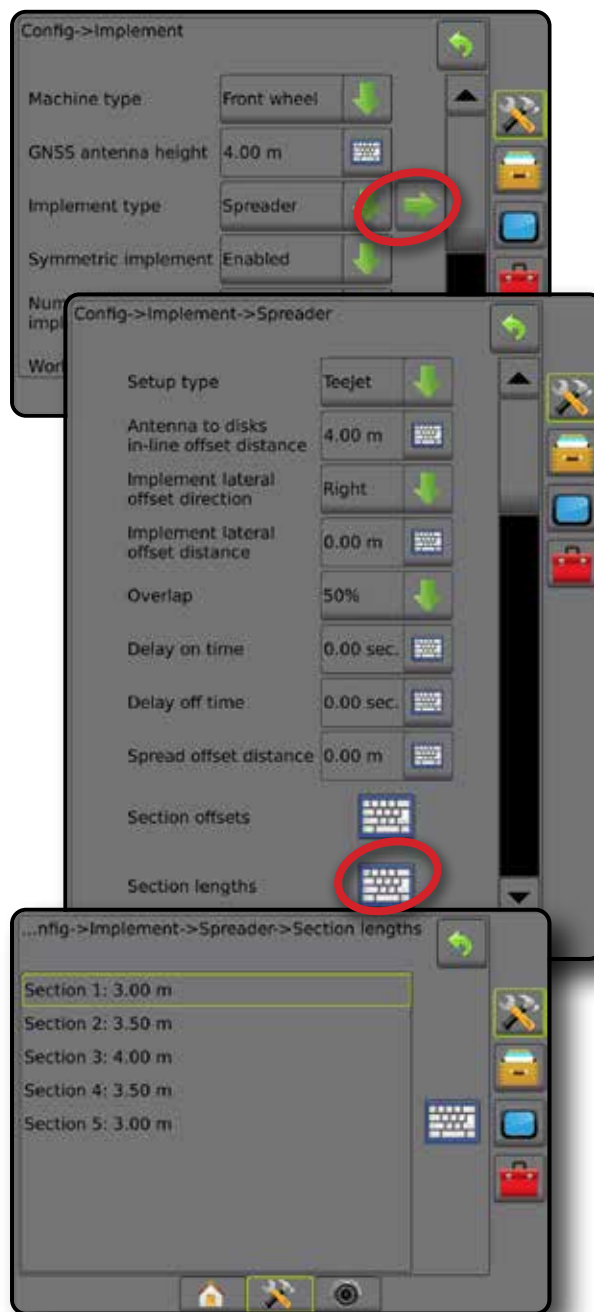 Config->Implement
Machine type Front wheel
GNSS antenna height 4.00 m
Implement type Spreader
Symmetric implement Enabled
Config->Implement->Spreader
Setup type Teejet
Antenna to disks
in-line offset distance 4.00 m
Implement lateral
offset direction Right
Implement lateral
offset distance 0.00 m
Overlap 50%
Delay on time 0.00 sec.
Delay off time 0.00 sec.
Spread offset distance 0.00 m
Section offsets
Section lengths
...nfig->Implement->Spreader->Section lengths
Section 1: 3.00 m
Section 2: 3.50 m
Section 3: 4.00 m
Section 4: 3.50 m
Section 5: 3.00 m